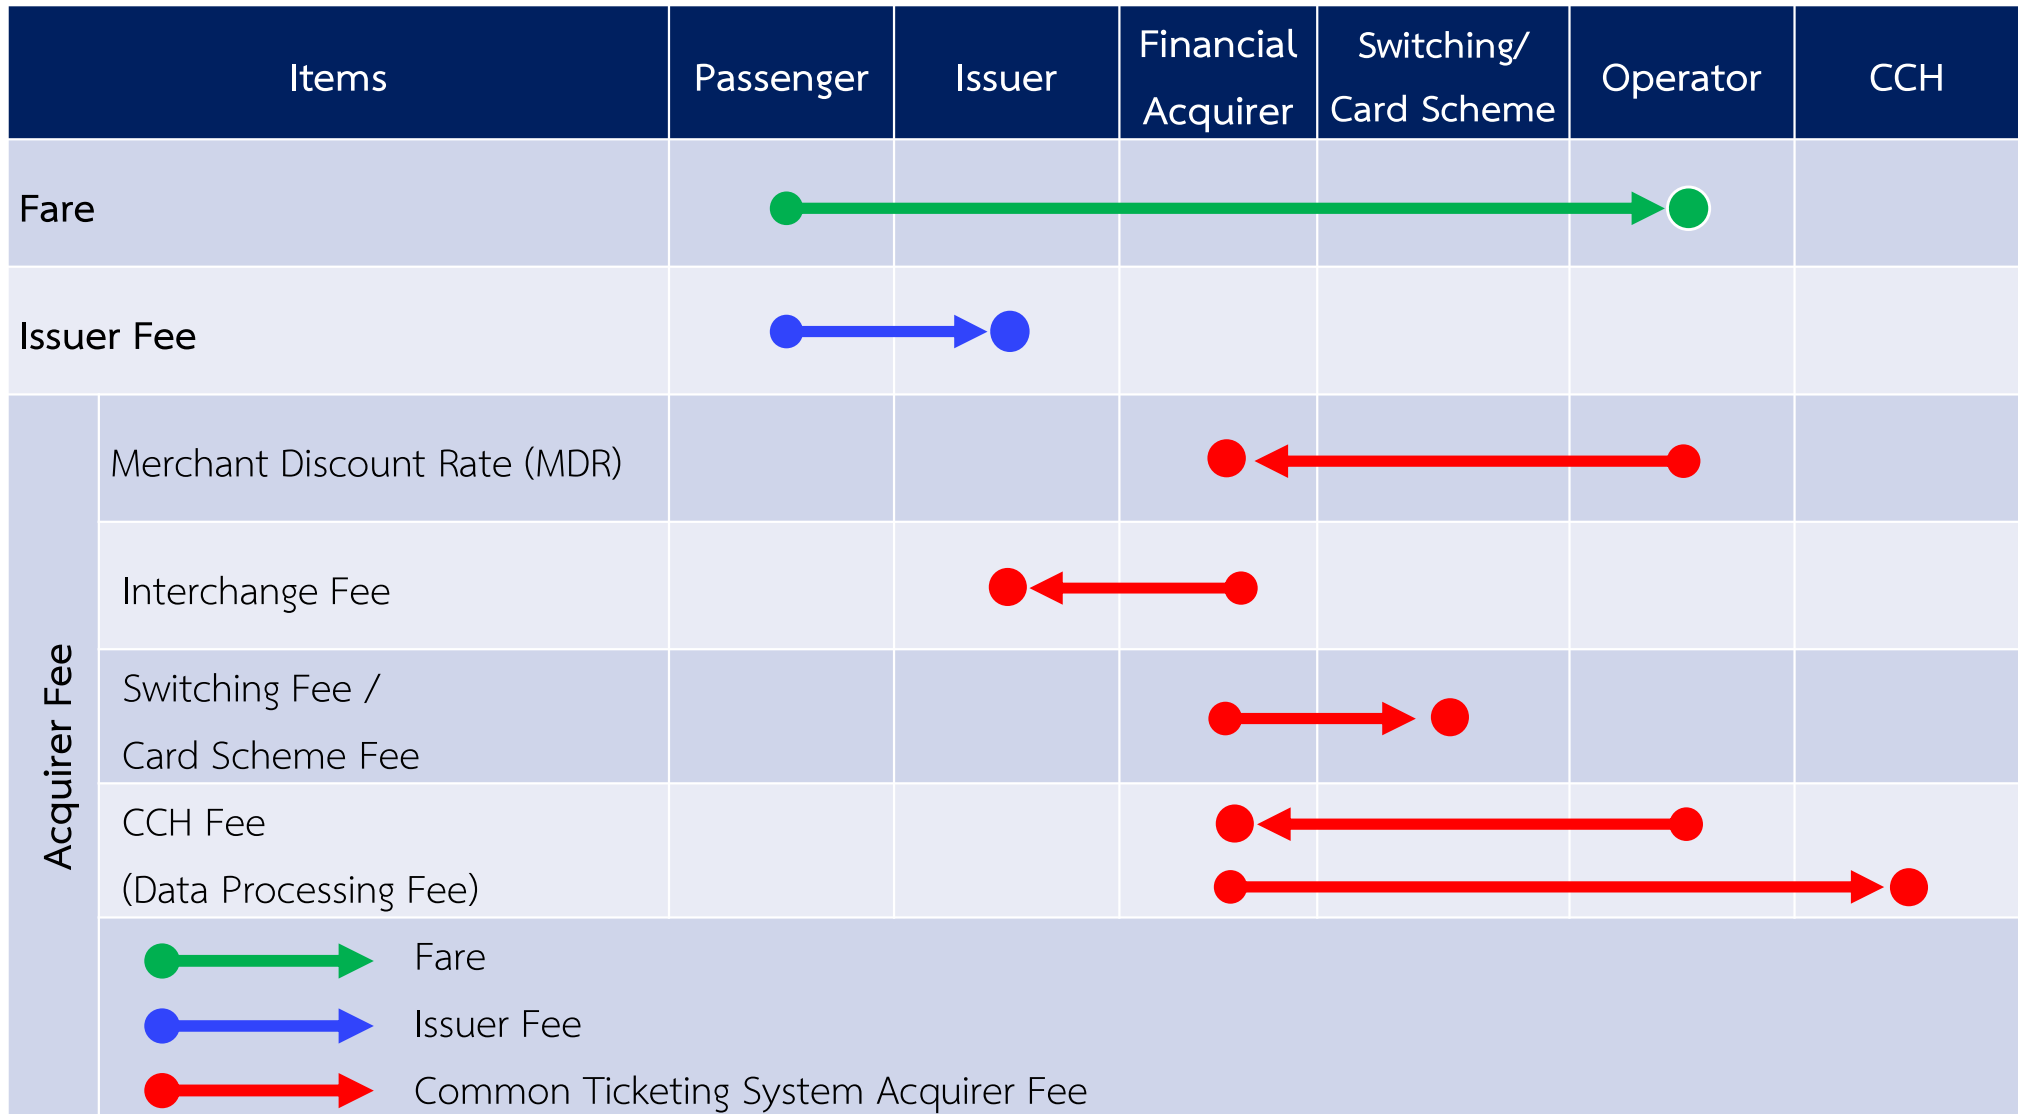 Items
Passenger
Issuer
Financial
Acquirer
Switching/
Card Scheme
Operator
CCH
Fare
Issuer Fee
Acquirer Fee
Merchant Discount Rate (MDR)
Interchange Fee
Switching Fee /
Card Scheme Fee
CCH Fee
(Data Processing Fee)
Fare
Issuer Fee
Common Ticketing System Acquirer Fee